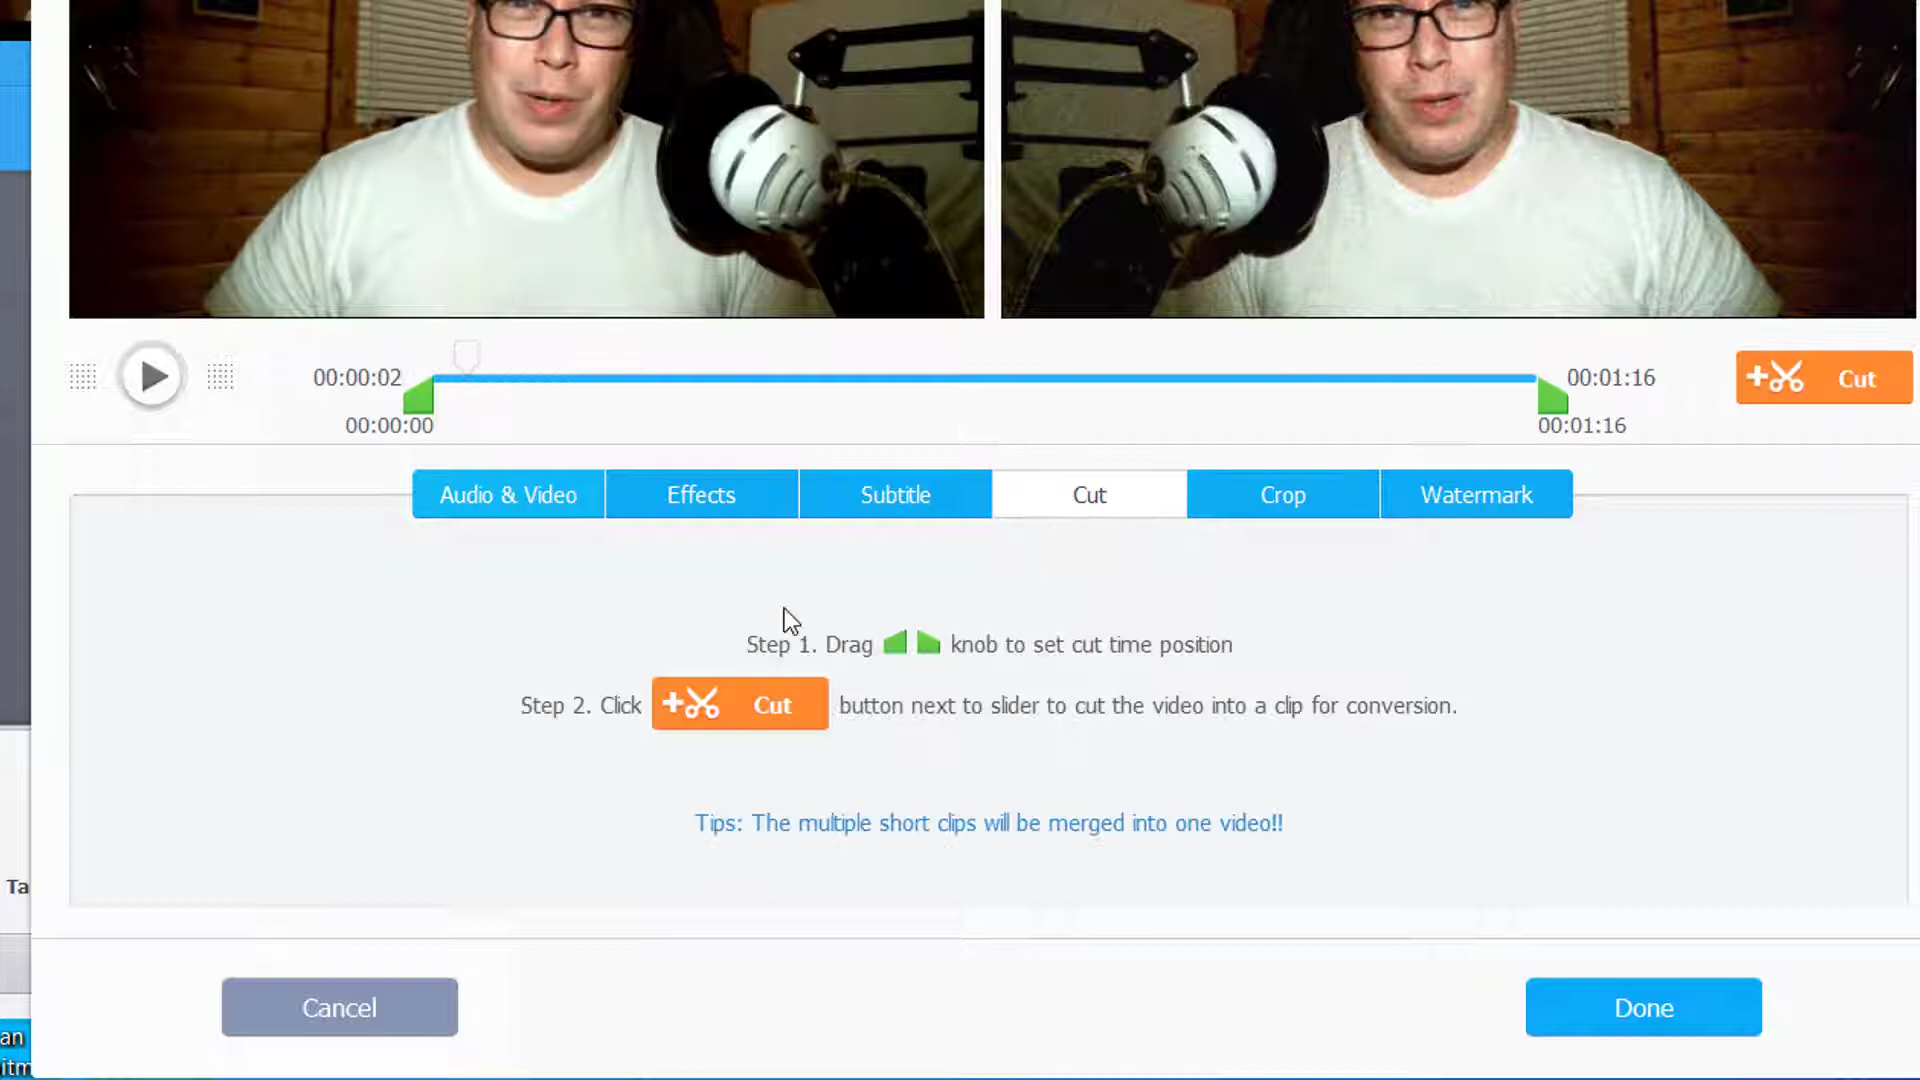 00:00:02
00:01:16
Cut
00:00:00
00:01:16
Audio & Video
Effects
Subtitle
Cut
Crop
Watermark
Step 1. Drag knob to set cut time position
Step 2. Click Cut button next to slider to cut the video into a clip for conversion.
Tips: The multiple short clips will be merged into one video!!
Ta
Cancel
Done
an
itm